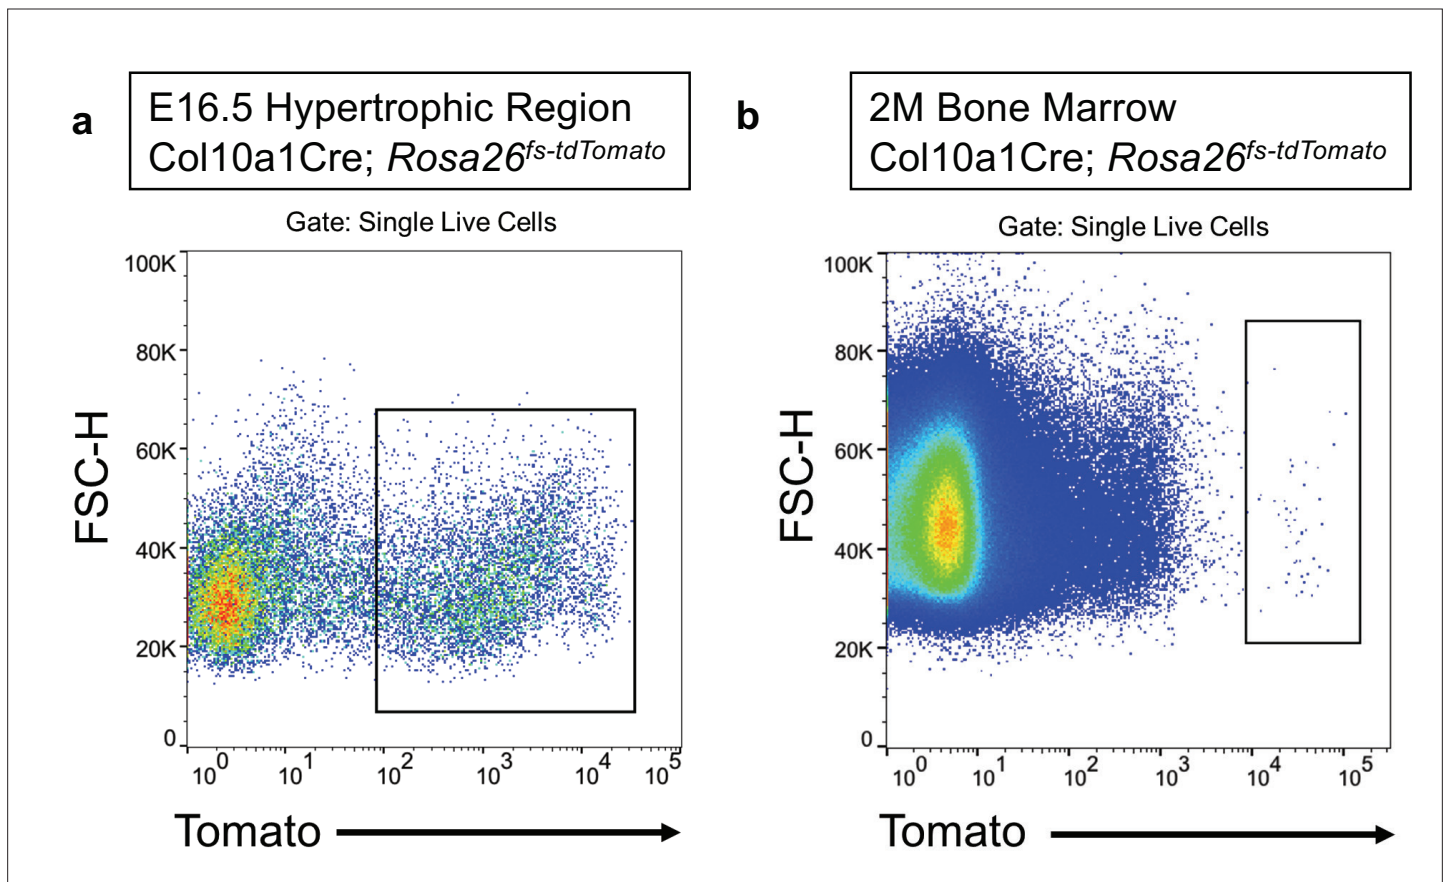 a
E16.5 Hypertrophic Region
Col10a1Cre; Rosa26fs-tdTomato
Gate: Single Live Cells
FSC-H
100K
80K
60K
40K
20K
0
10^0 10^1 10^2 10^3 10^4 10^5
Tomato
b
2M Bone Marrow
Col10a1Cre; Rosa26fs-tdTomato
Gate: Single Live Cells
FSC-H
100K
80K
60K
40K
20K
0
10^0 10^1 10^2 10^3 10^4 10^5
Tomato